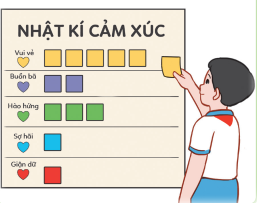 NHẬT KÍ CẢM XÚC
Vui vẻ
Buồn bã
Hào hứng
Sợ hãi
Giận dữ